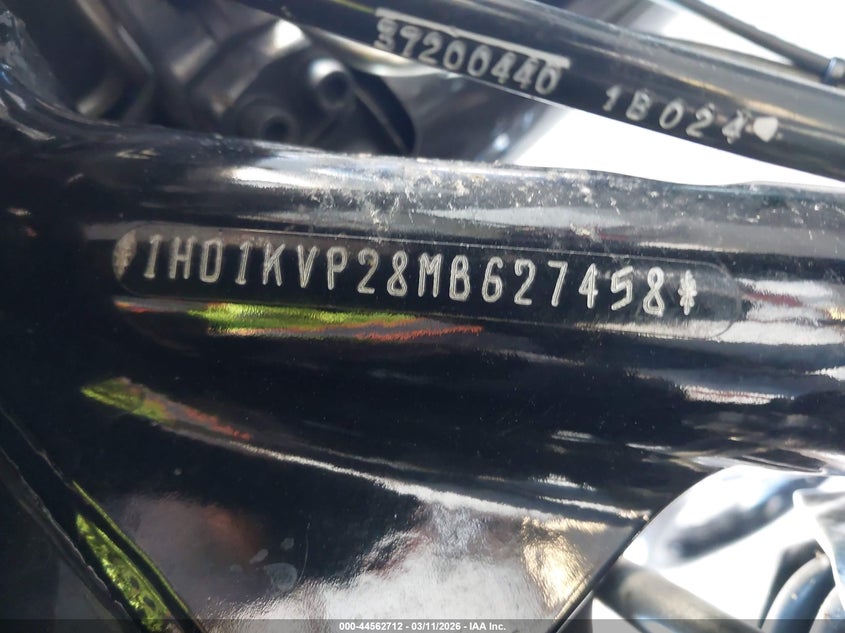 37200440 1B024
*1HD1KVP28MB627458*
000-44562712 - 03/11/2026 - IAA Inc.